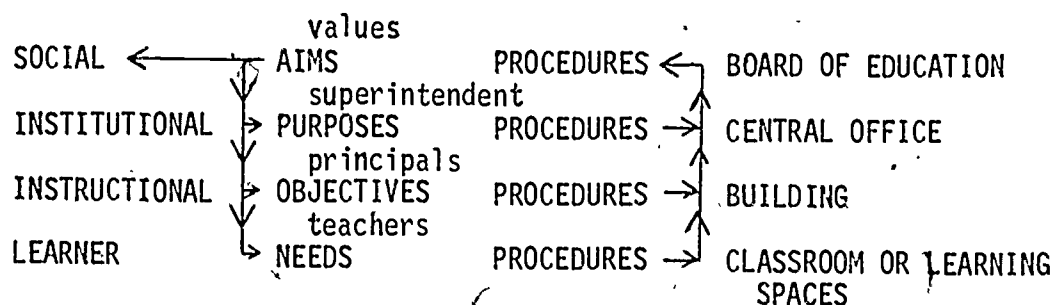 values
SOCIAL AIMS PROCEDURES BOARD OF EDUCATION
superintendent
INSTITUTIONAL PURPOSES PROCEDURES CENTRAL OFFICE
principals
INSTRUCTIONAL OBJECTIVES PROCEDURES BUILDING
teachers
LEARNER NEEDS PROCEDURES CLASSROOM OR LEARNING
SPACES